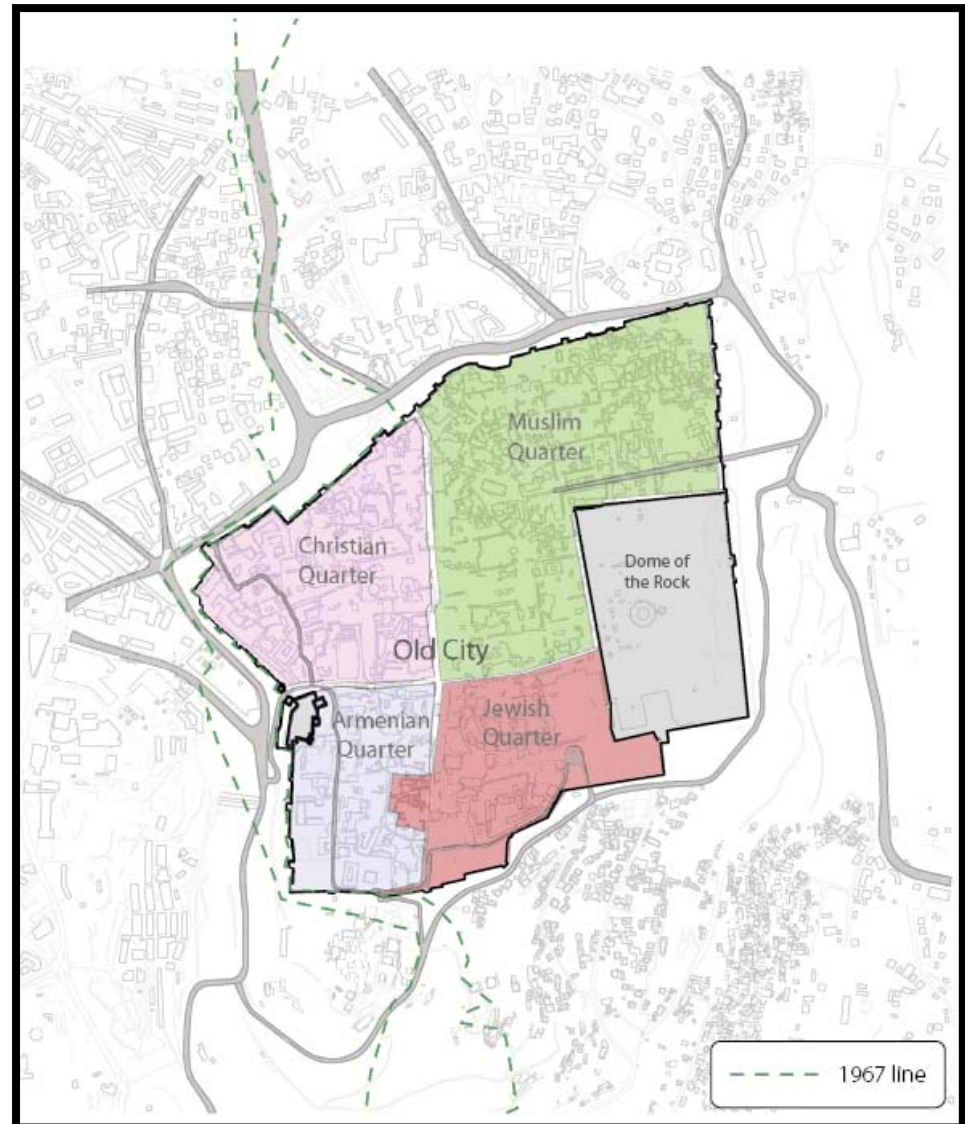 Muslim
Quarter
Christian
Quarter
Dome of
the Rock
Old City
Armenian
Quarter
Jewish
Quarter
1967 line